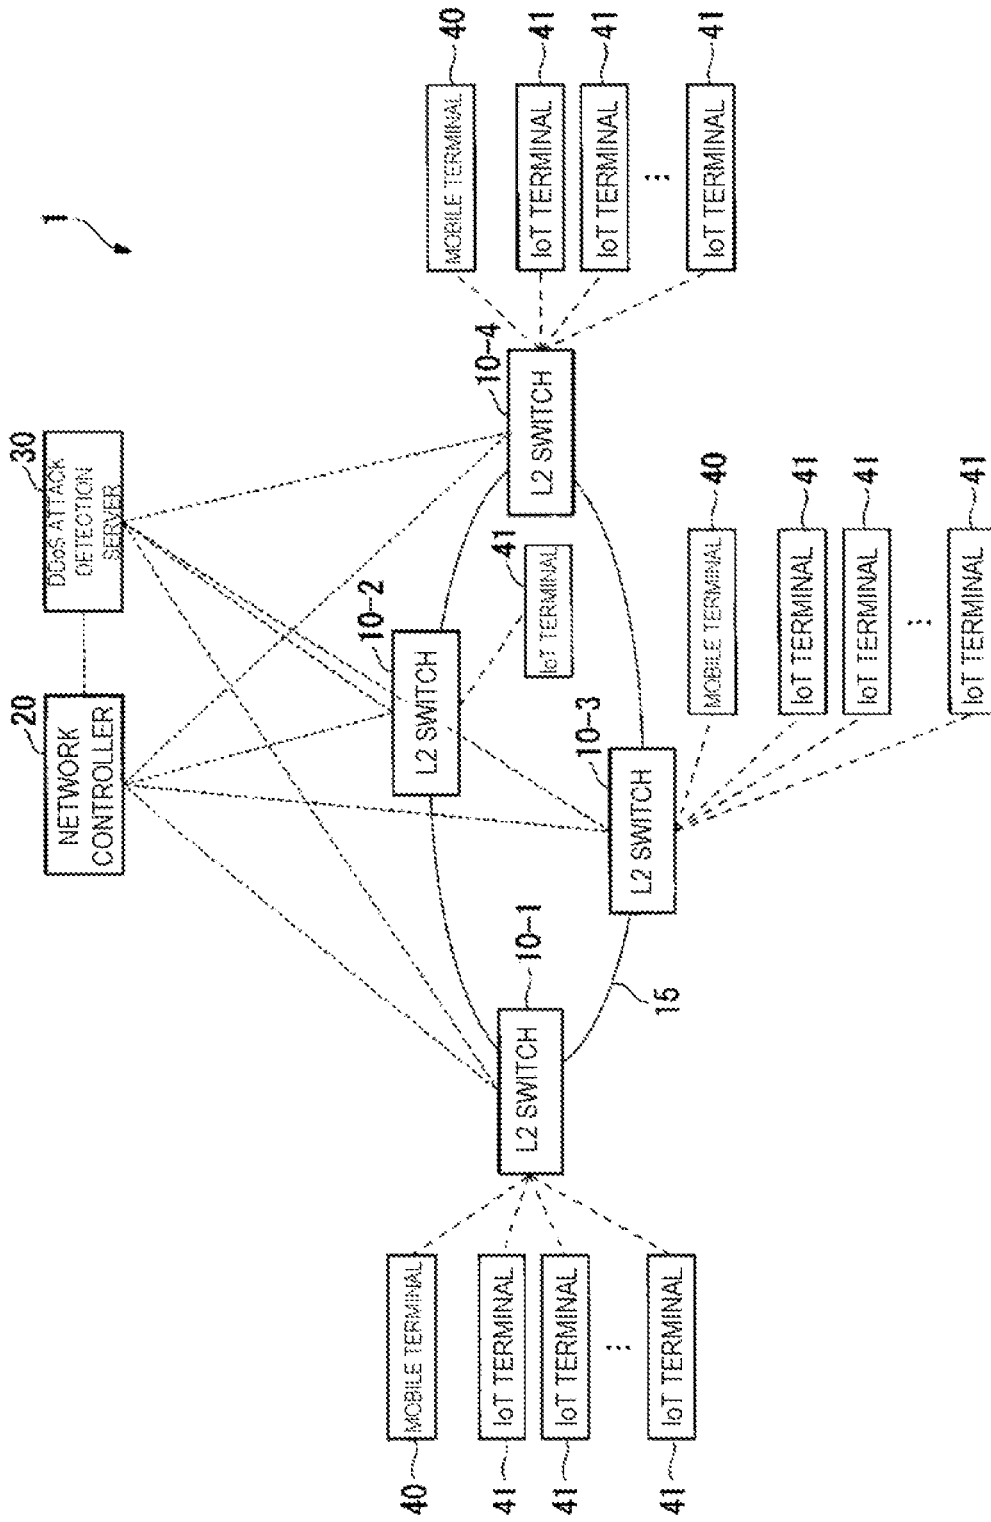 1
20
NETWORK
CONTROLLER
30
DDoS ATTACK
DETECTION
SERVER
10-2
L2 SWITCH
41
IoT TERMINAL
10-1
L2 SWITCH
10-3
L2 SWITCH
10-4
L2 SWITCH
15
40
MOBILE TERMINAL
41
IoT TERMINAL
41
IoT TERMINAL
⋮
41
IoT TERMINAL
MOBILE TERMINAL
40
IoT TERMINAL
41
IoT TERMINAL
41
⋮
IoT TERMINAL
41
MOBILE TERMINAL
40
IoT TERMINAL
41
IoT TERMINAL
41
⋮
IoT TERMINAL
41